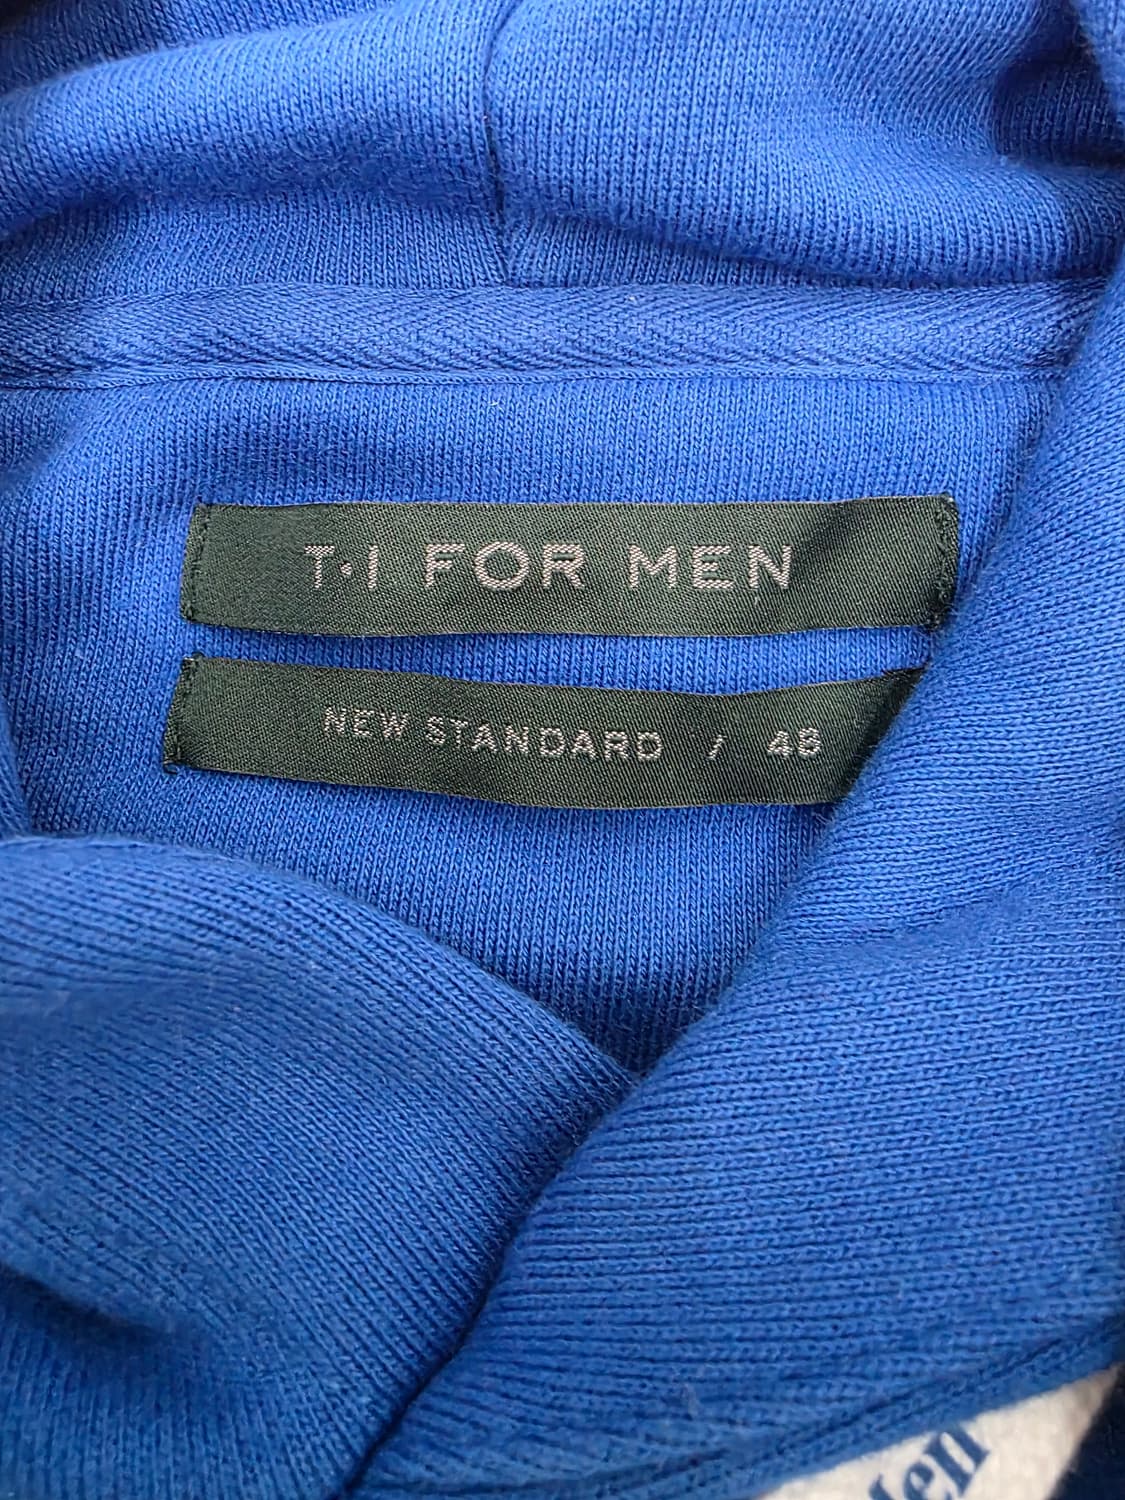 T·I FOR MEN
NEW STANDARD / 48